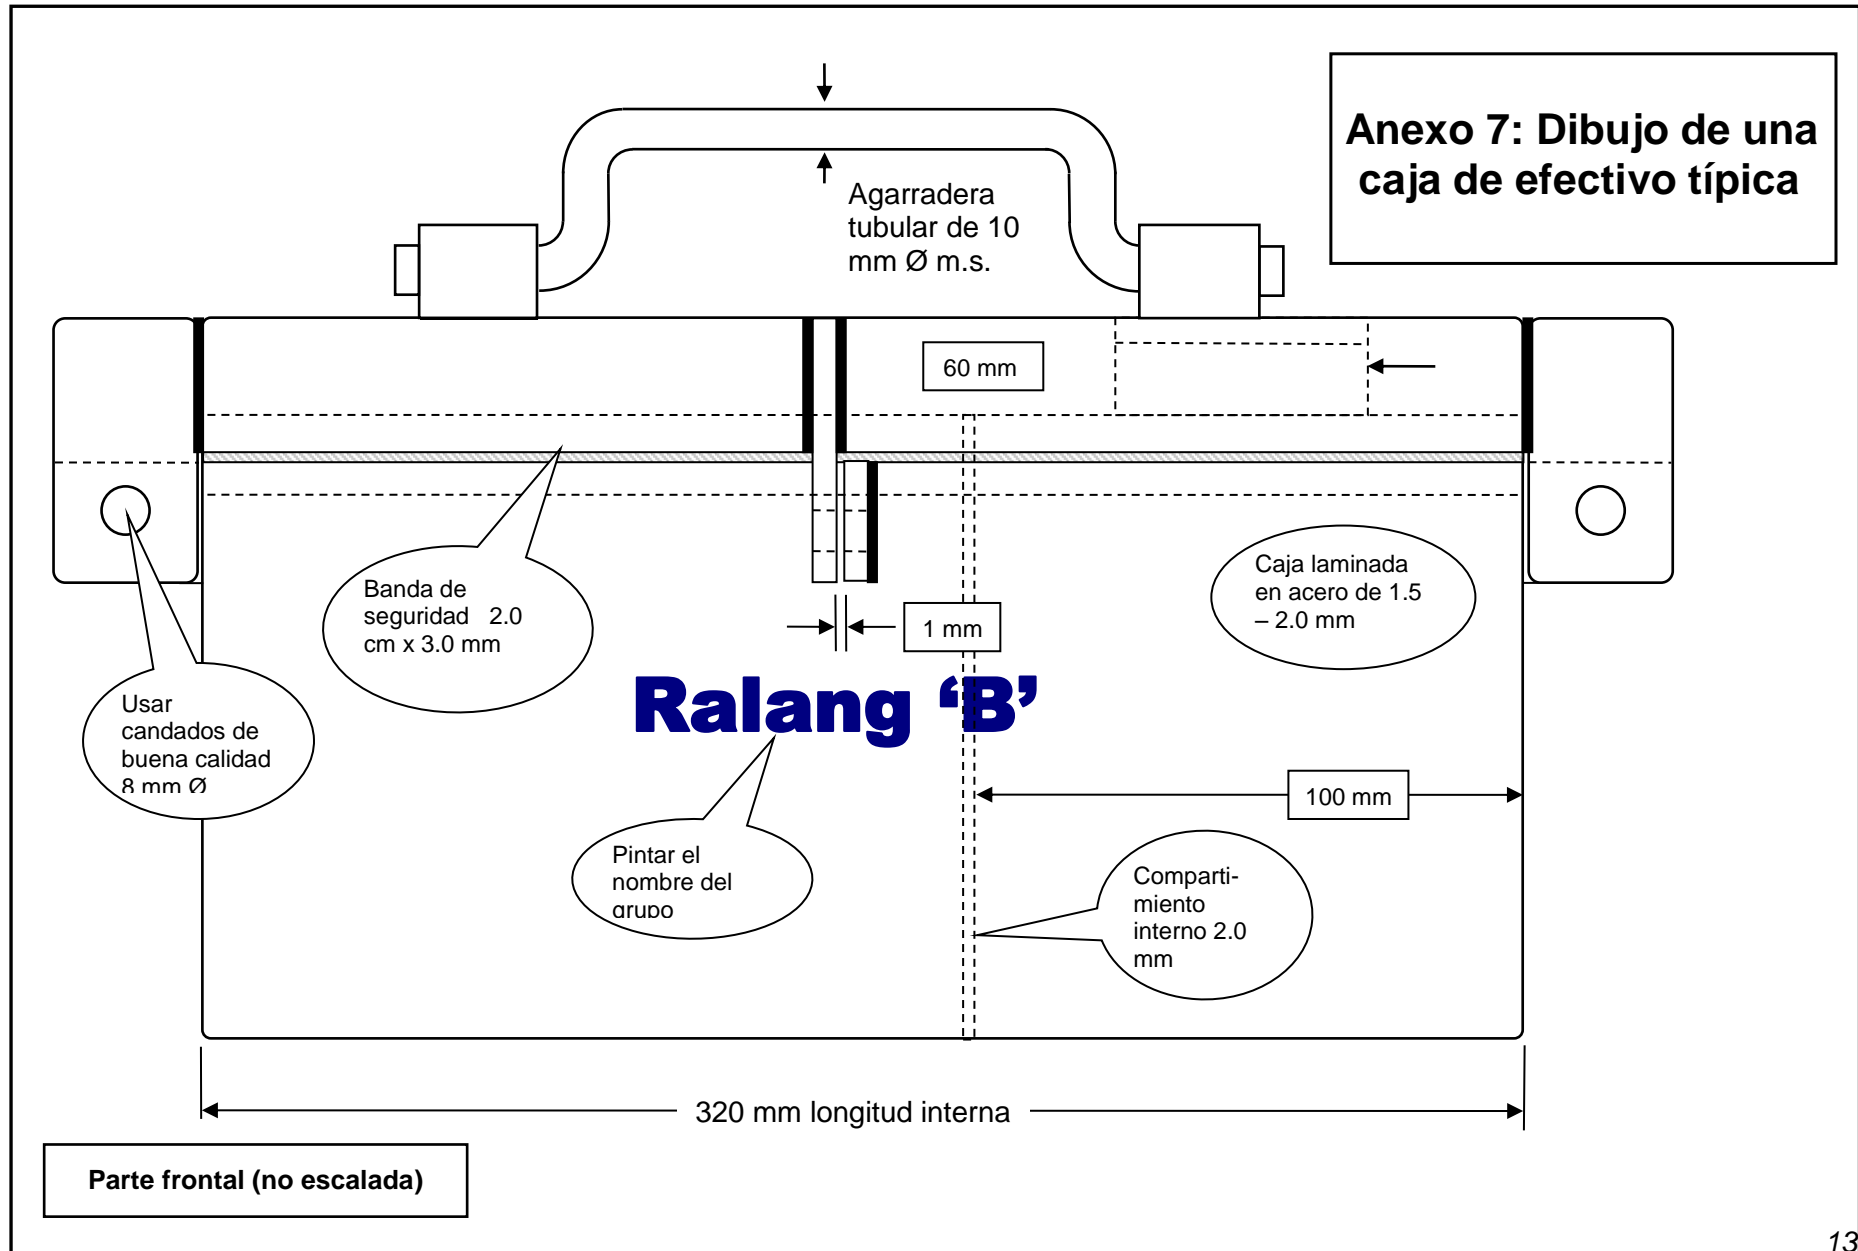 Anexo 7: Dibujo de una
caja de efectivo típica
Agarradera
tubular de 10
mm Ø m.s.
60 mm
Banda de
seguridad 2.0
cm x 3.0 mm
Caja laminada
en acero de 1.5
– 2.0 mm
1 mm
Usar
candados de
buena calidad
8 mm Ø
Ralang ‘B’
100 mm
Pintar el
nombre del
grupo
Comparti-
miento
interno 2.0
mm
320 mm longitud interna
Parte frontal (no escalada)
13